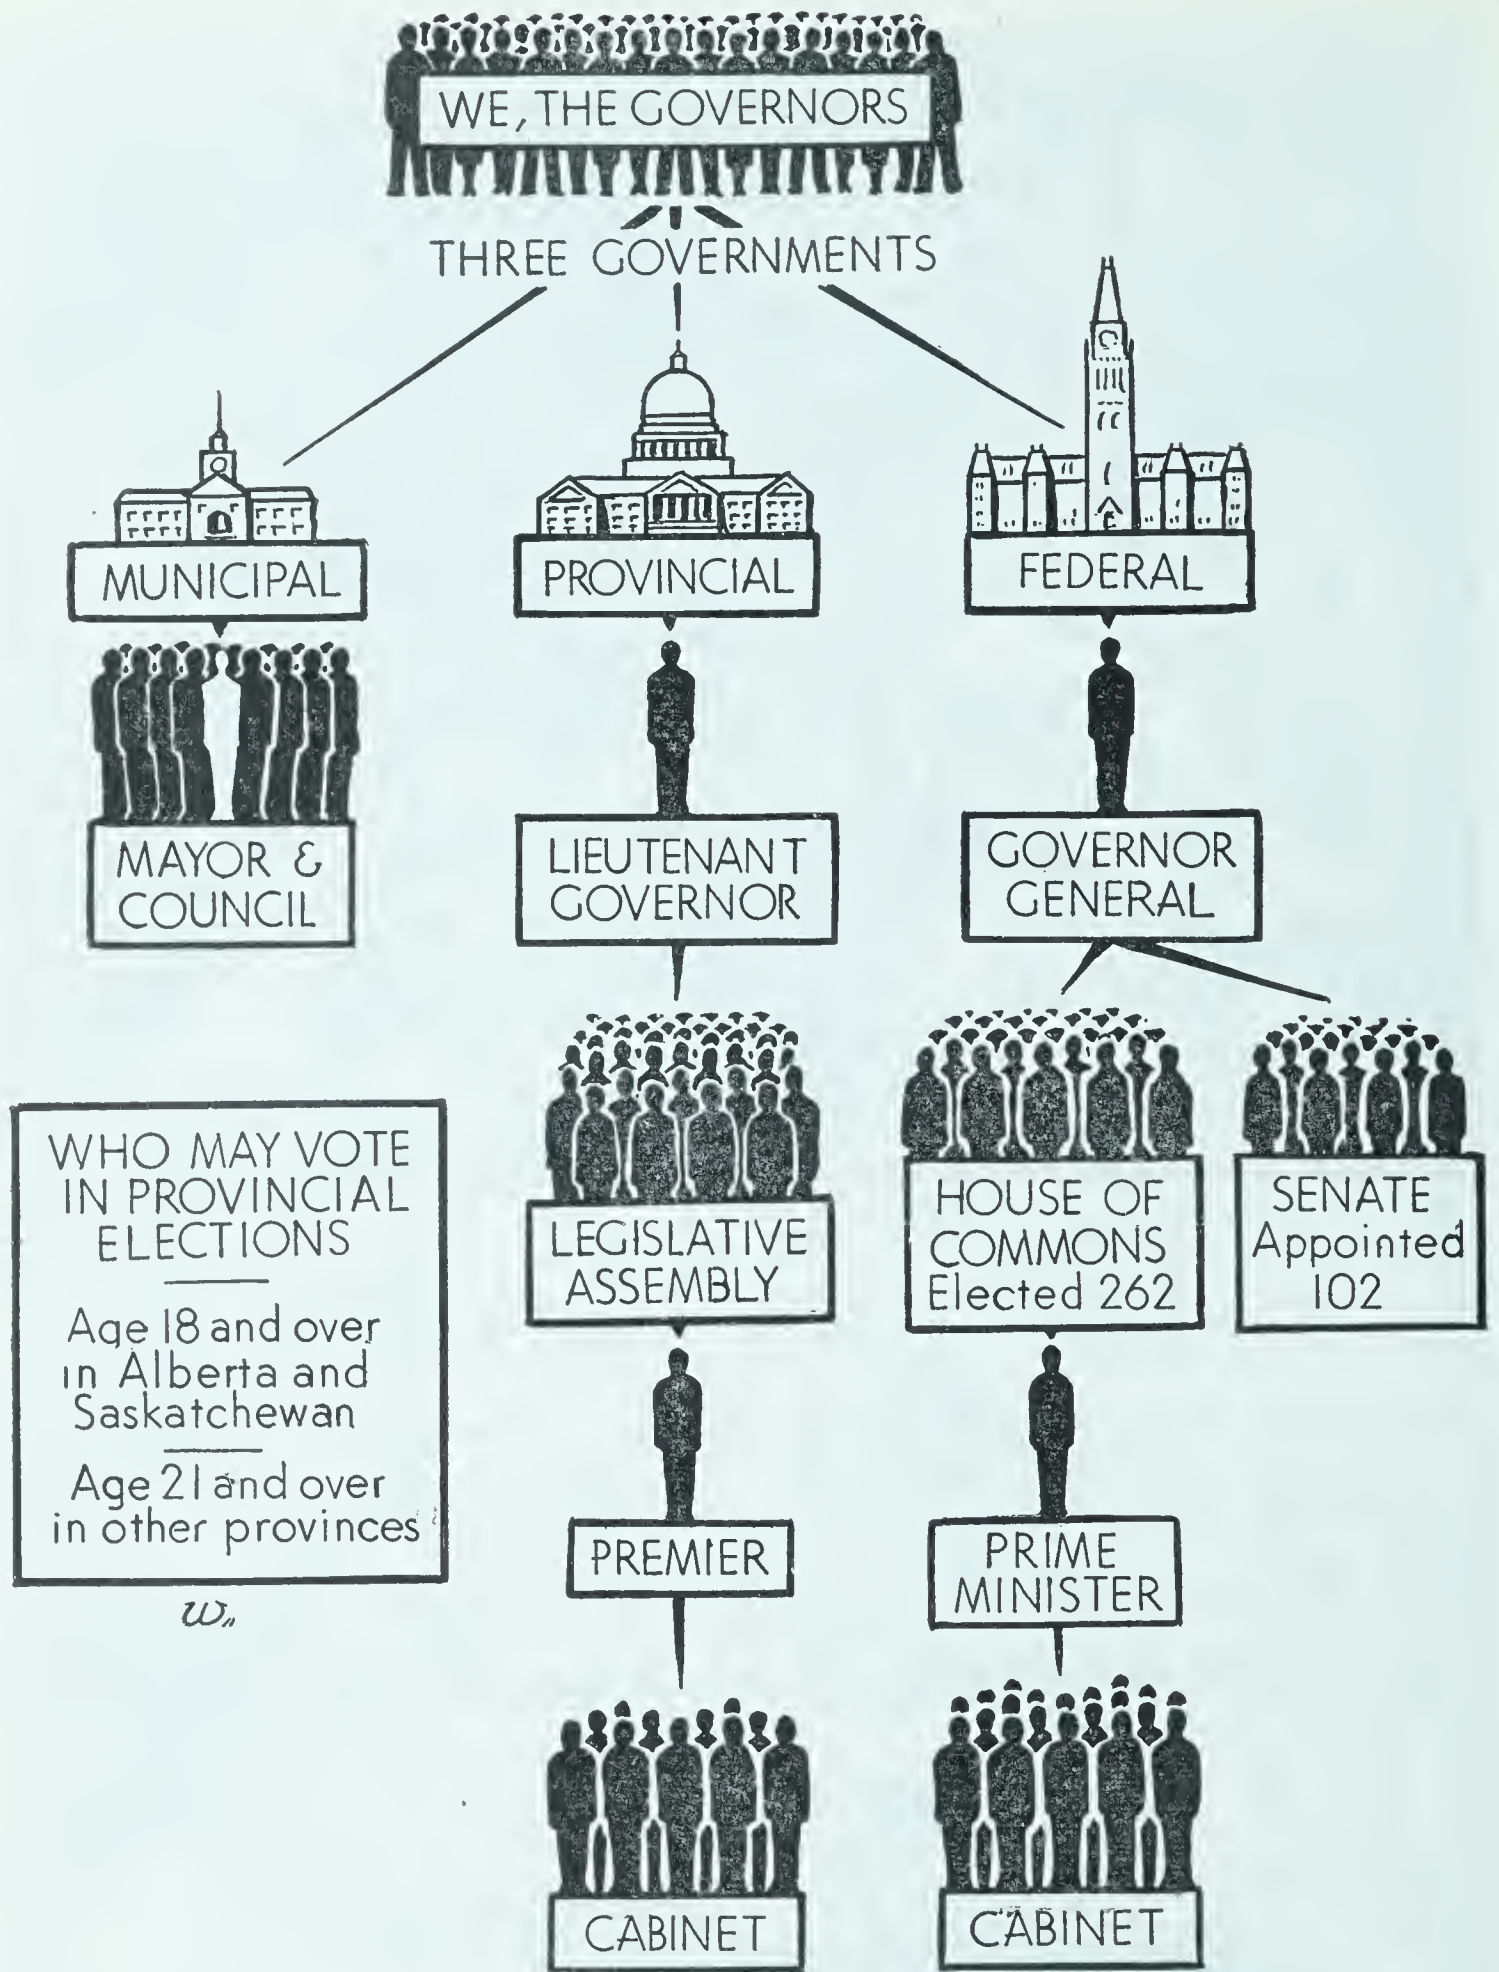 WE, THE GOVERNORS
THREE GOVERNMENTS
MUNICIPAL
MAYOR &
COUNCIL
PROVINCIAL
LIEUTENANT
GOVERNOR
LEGISLATIVE
ASSEMBLY
PREMIER
CABINET
FEDERAL
GOVERNOR
GENERAL
HOUSE OF
COMMONS
Elected 262
SENATE
Appointed
102
PRIME
MINISTER
CABINET
WHO MAY VOTE
IN PROVINCIAL
ELECTIONS
Age 18 and over
in Alberta and
Saskatchewan
Age 21 and over
in other provinces